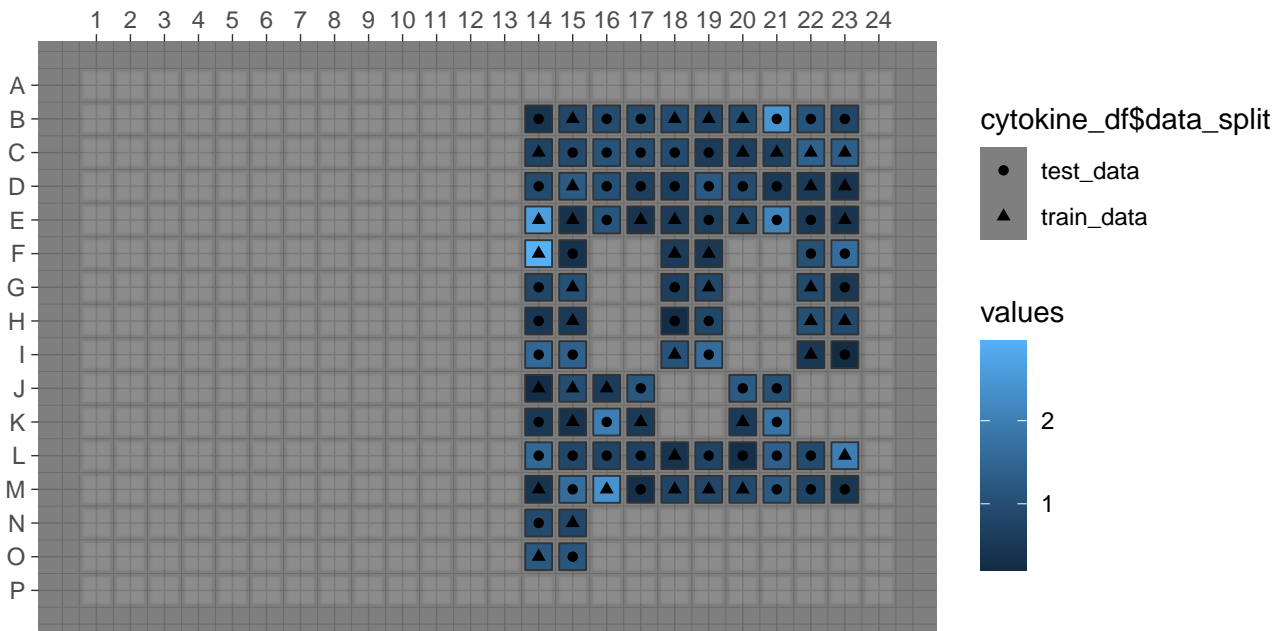 1 2 3 4 5 6 7 8 9 10 11 12 13 14 15 16 17 18 19 20 21 22 23 24
A
B
C
D
E
F
G
H
I
J
K
L
M
N
O
P
cytokine_df$data_split
test_data
train_data
values
2
1